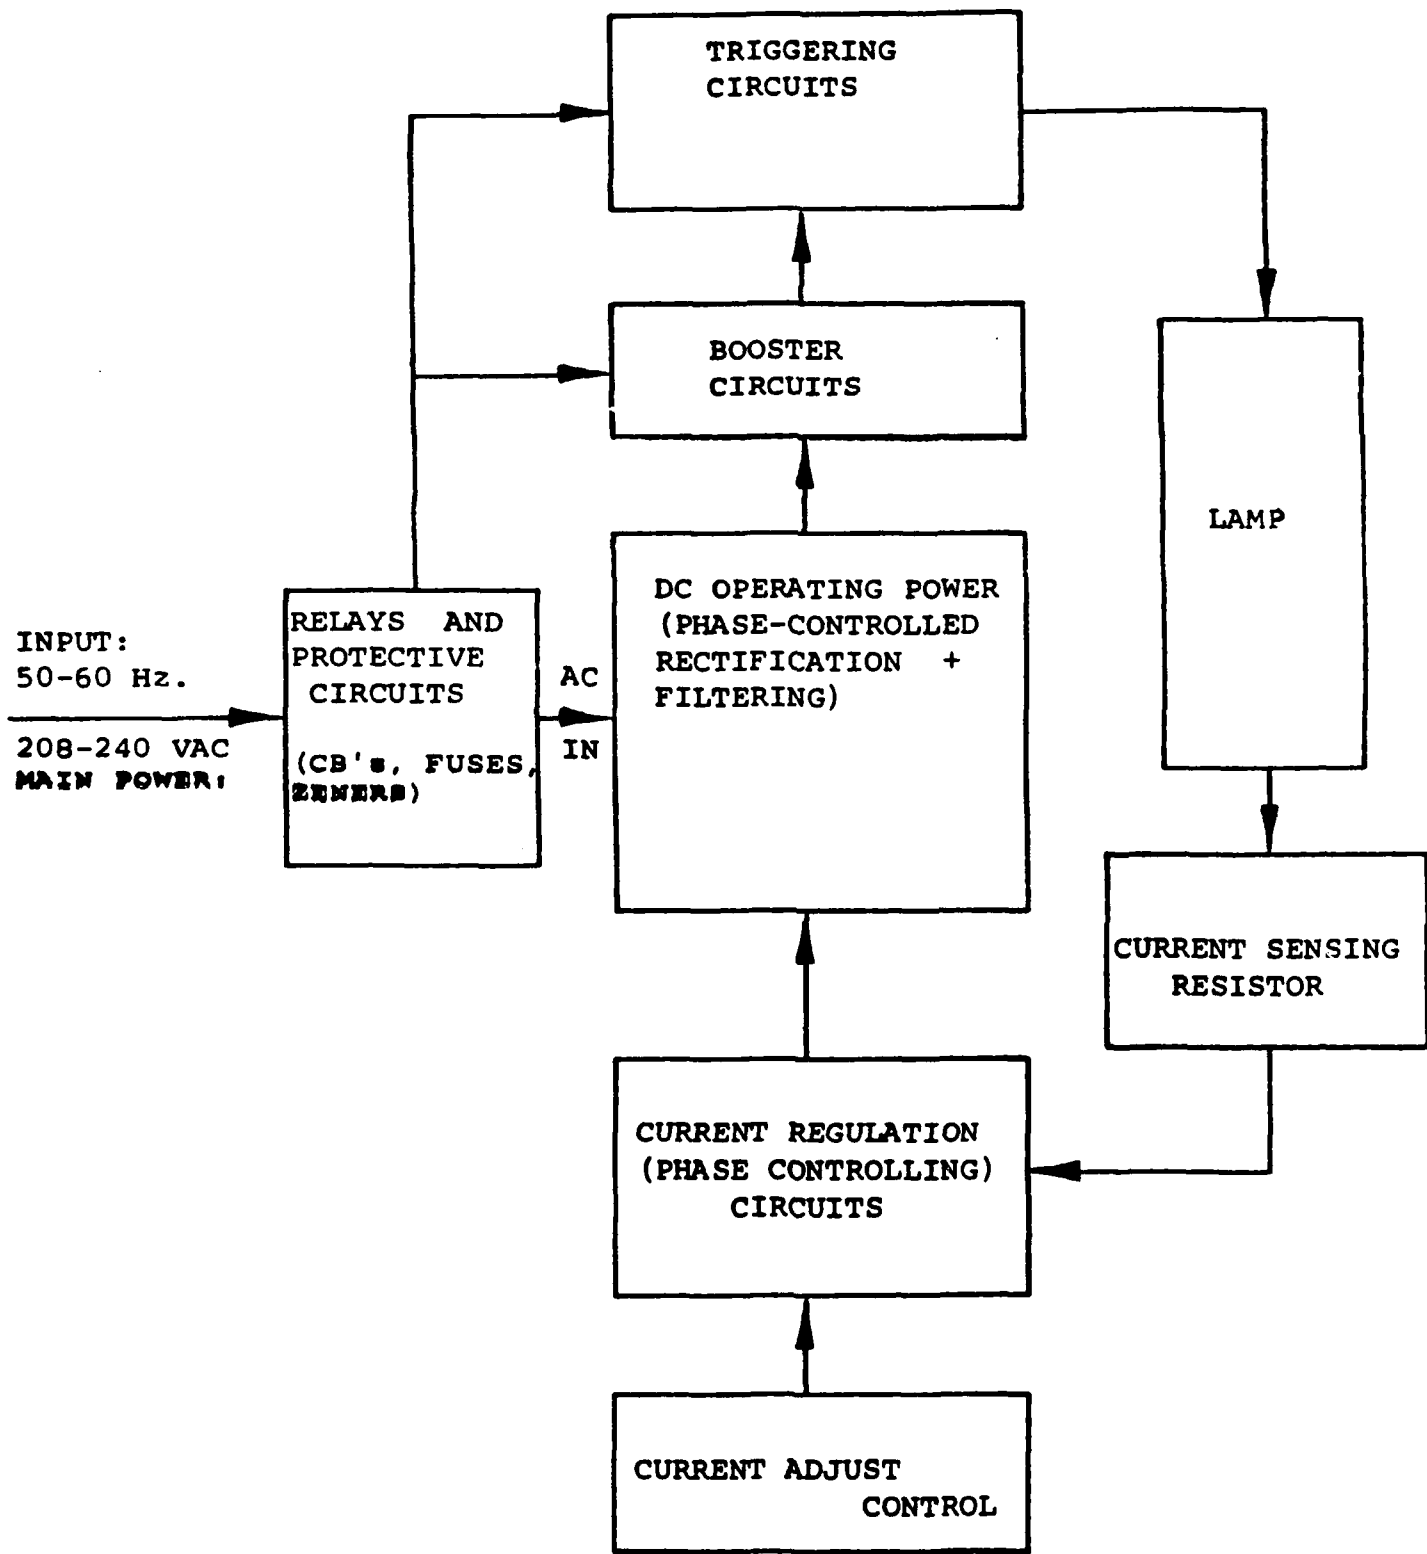 TRIGGERING
CIRCUITS
BOOSTER
CIRCUITS
LAMP
DC OPERATING POWER
(PHASE-CONTROLLED
RECTIFICATION +
FILTERING)
INPUT:
50-60 Hz.
208-240 VAC
MAIN POWER:
RELAYS AND
PROTECTIVE
CIRCUITS
(CB's, FUSES,
ZENERS)
AC
IN
CURRENT SENSING
RESISTOR
CURRENT REGULATION
(PHASE CONTROLLING)
CIRCUITS
CURRENT ADJUST
CONTROL